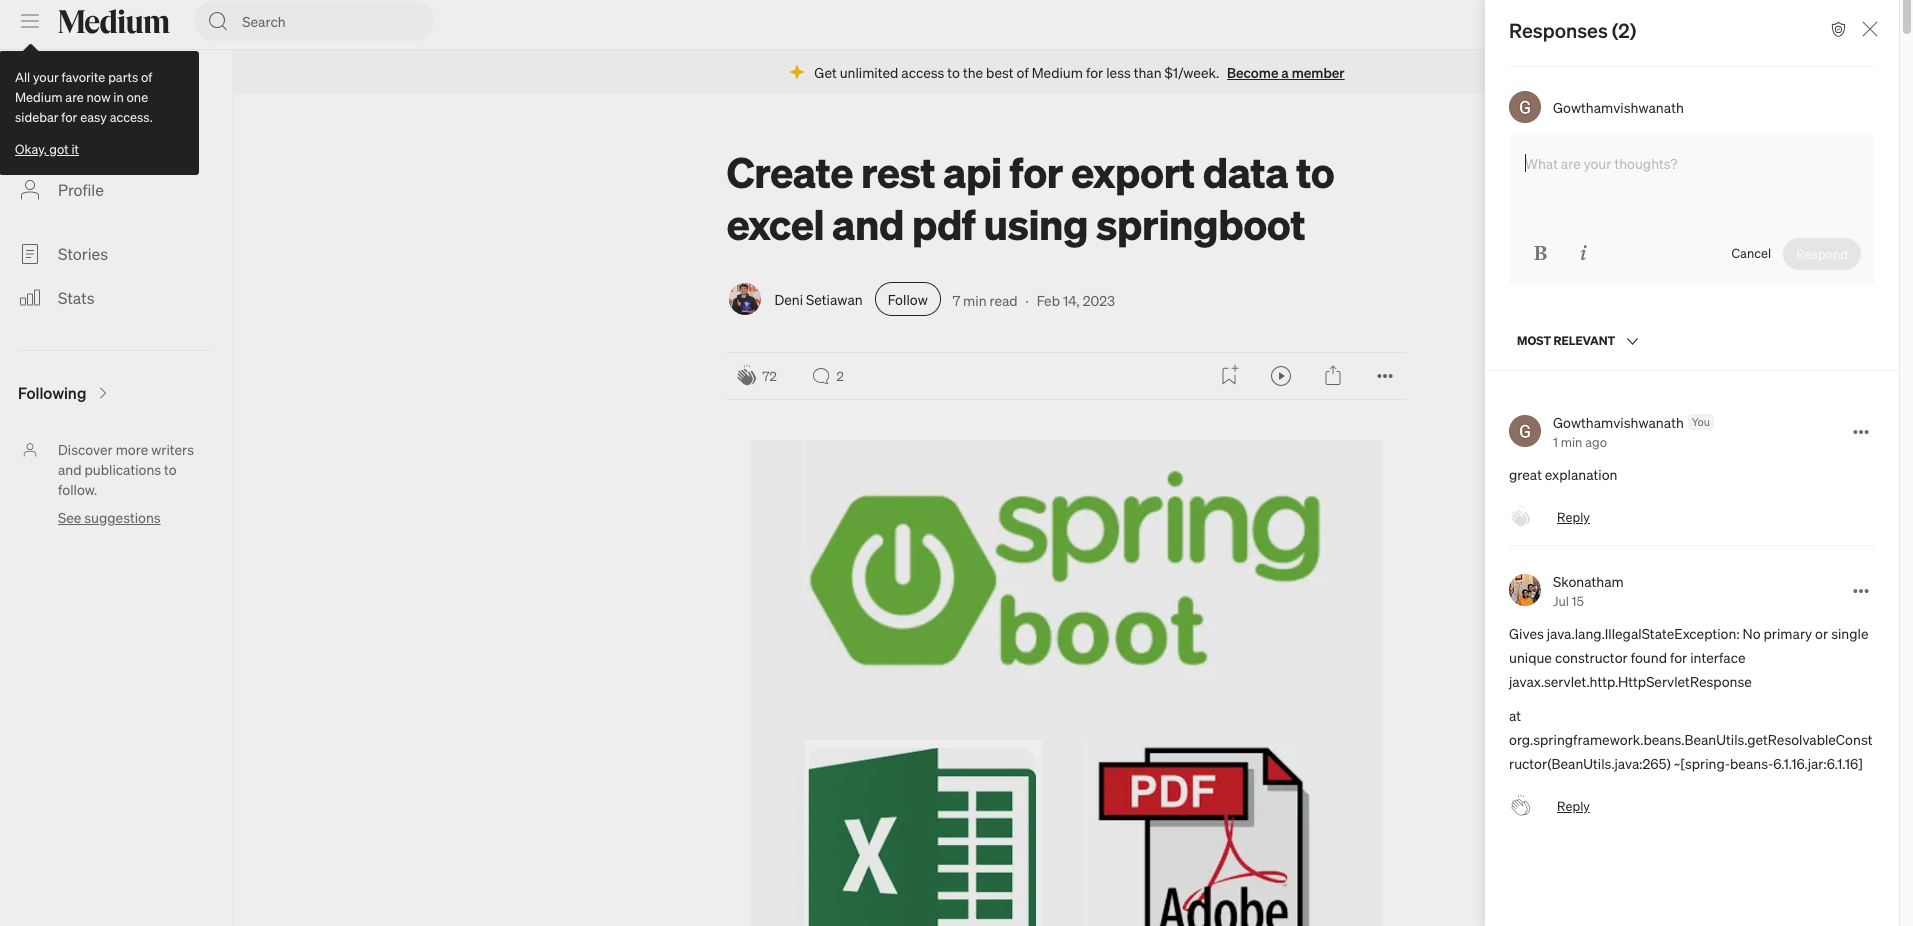 Medium
Search
All your favorite parts of
Medium are now in one
sidebar for easy access.
Okay, got it
Profile
Stories
Stats
Following
Discover more writers
and publications to
follow.
See suggestions
Get unlimited access to the best of Medium for less than $1/week. Become a member
Create rest api for export data to
excel and pdf using springboot
Deni Setiawan Follow 7 min read · Feb 14, 2023
72 2
spring
boot
X
PDF
Adobe
Responses (2)
G Gowthamvishwanath
What are your thoughts?
B i Cancel Respond
MOST RELEVANT
G Gowthamvishwanath You
1 min ago
great explanation
Reply
Skonatham
Jul 15
Gives java.lang.IllegalStateException: No primary or single
unique constructor found for interface
javax.servlet.http.HttpServletResponse
at
org.springframework.beans.BeanUtils.getResolvableConst
ructor(BeanUtils.java:265) ~[spring-beans-6.1.16.jar:6.1.16]
Reply